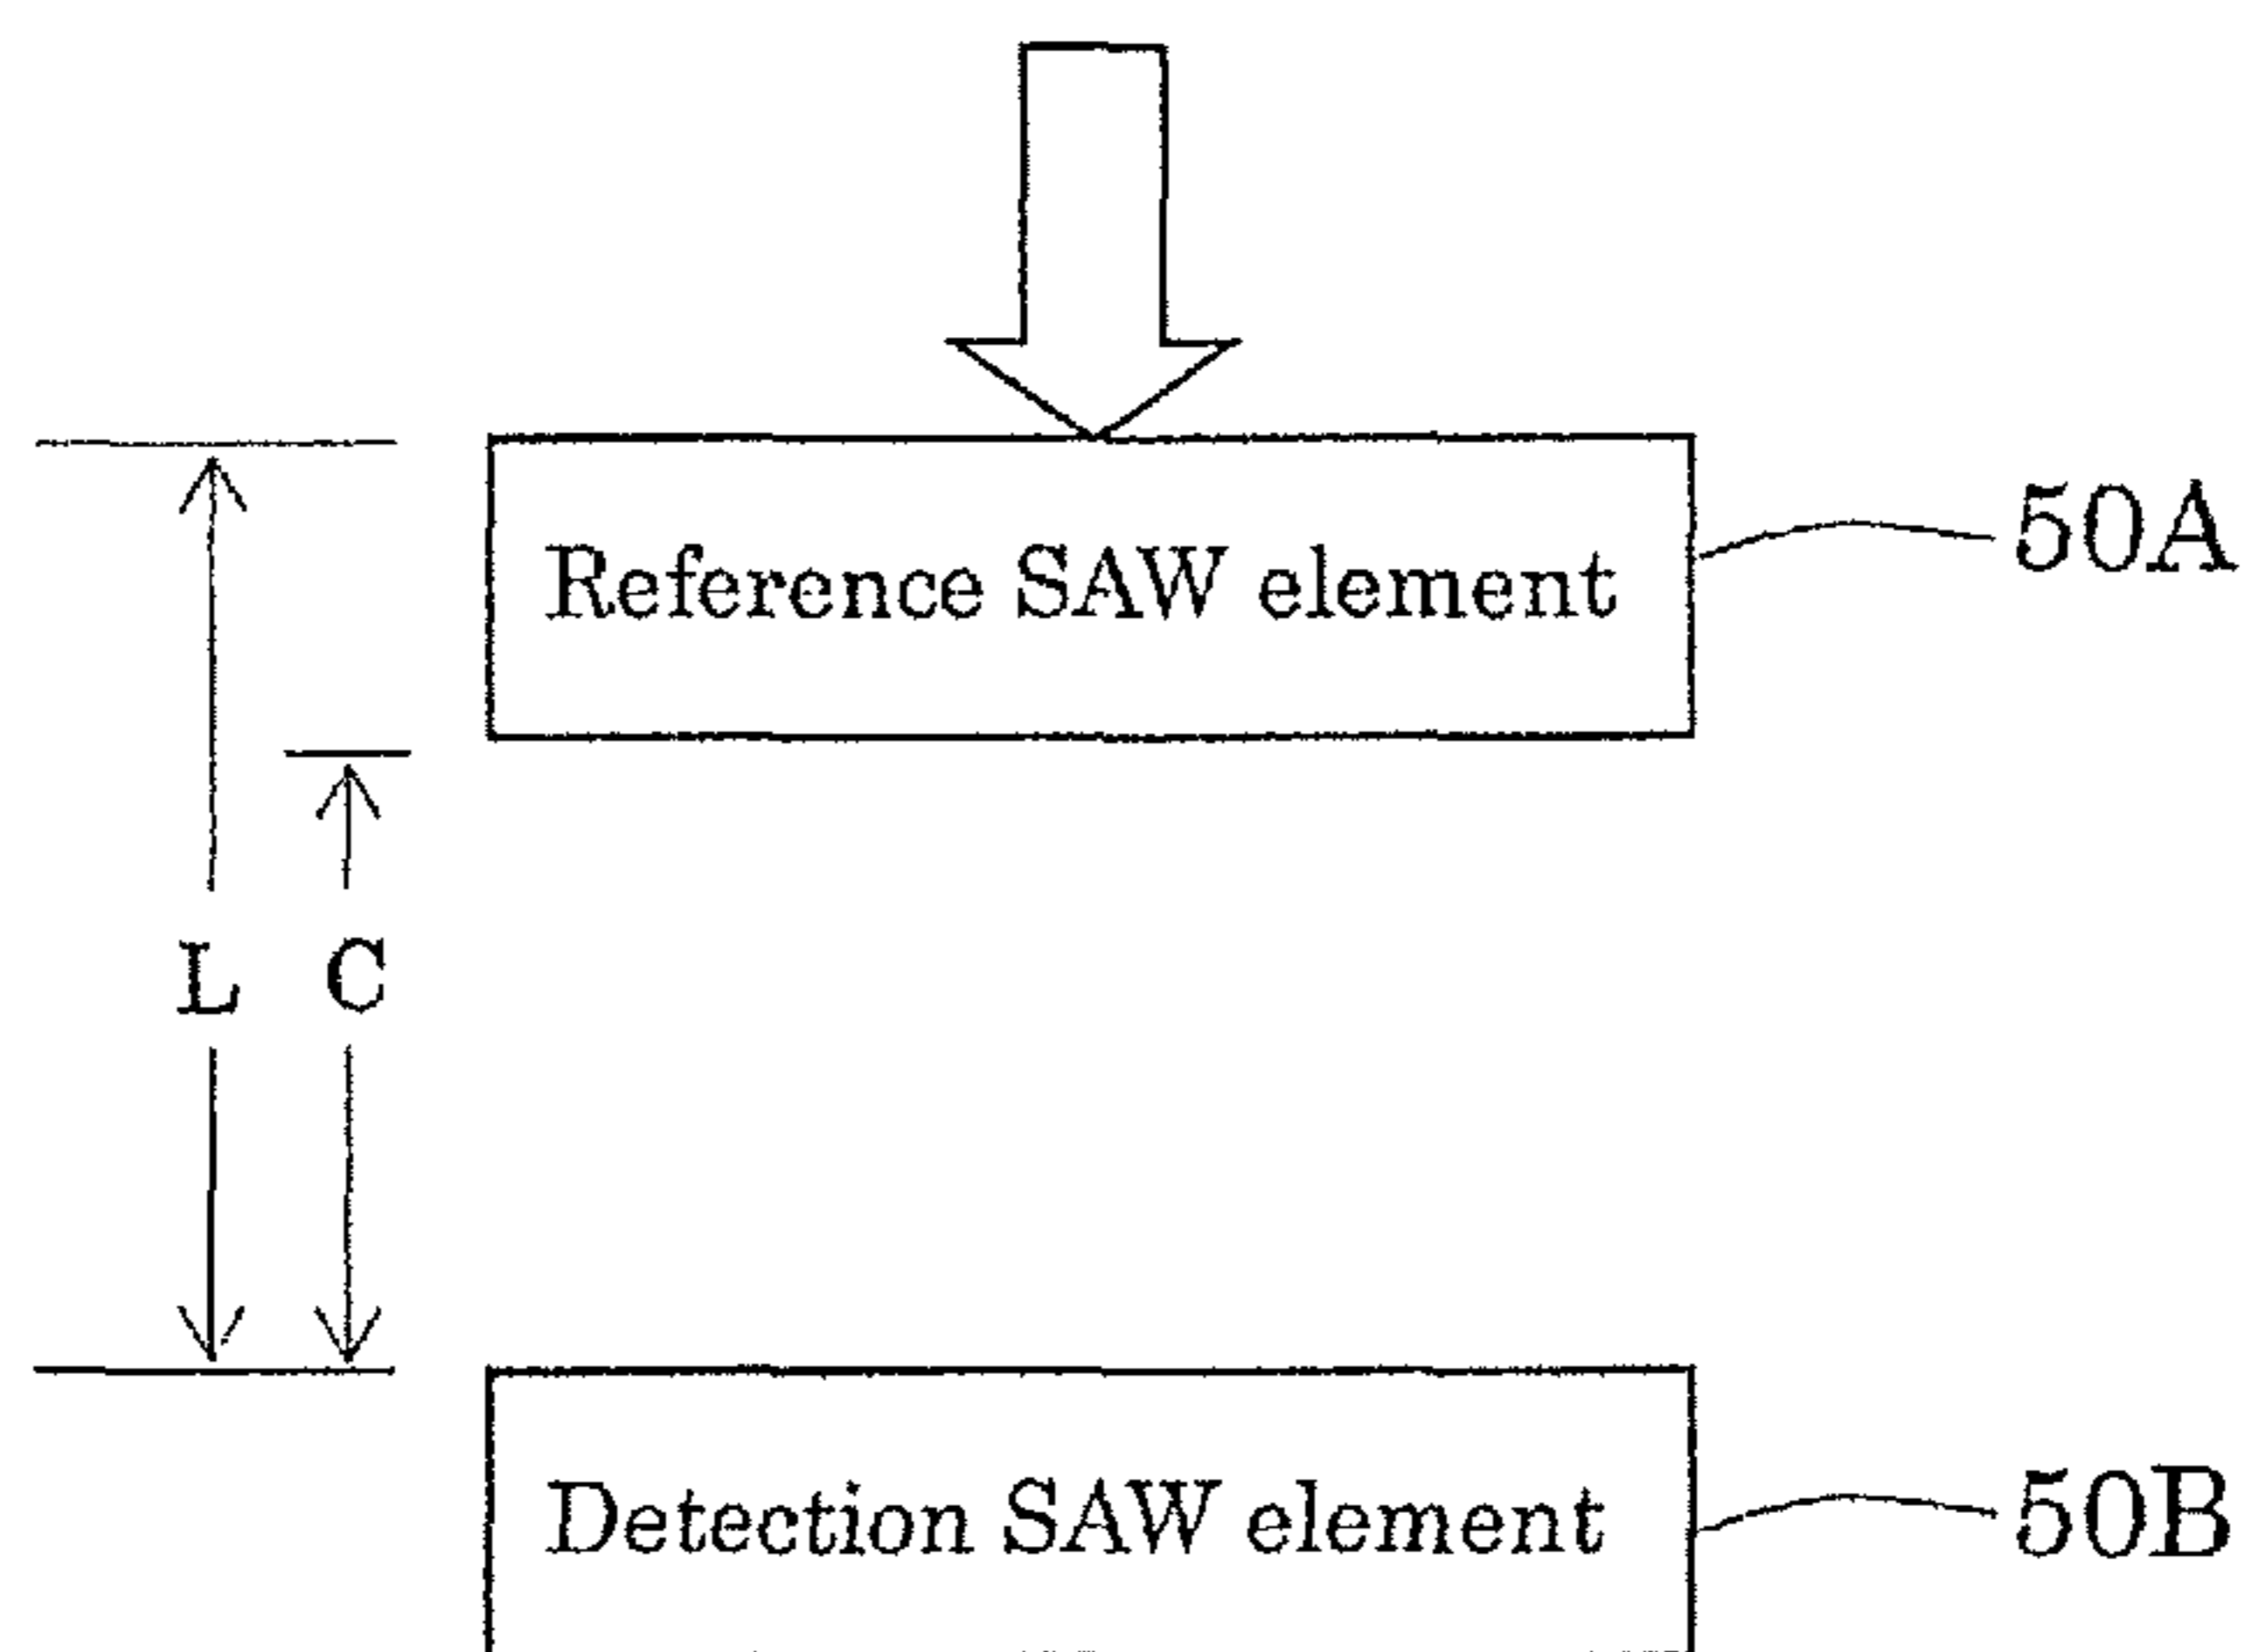 50A
Reference SAW element
L C
Detection SAW element
50B